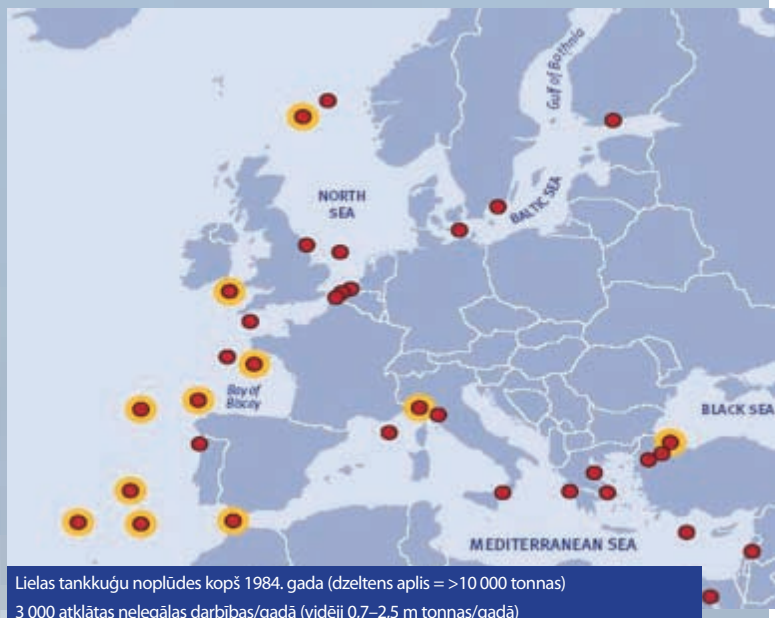 Gulf of Bothnia
NORTH
SEA
BALTIC SEA
Bay of
Biscay
BLACK SEA
MEDITERRANEAN SEA
Lielas tankkuģu noplūdes kopš 1984. gada (dzeltens aplis = >10 000 tonnas)
3 000 atklātas nelegālas darbības/gadā (vidēji 0.7–2.5 m tonnas/gadā)